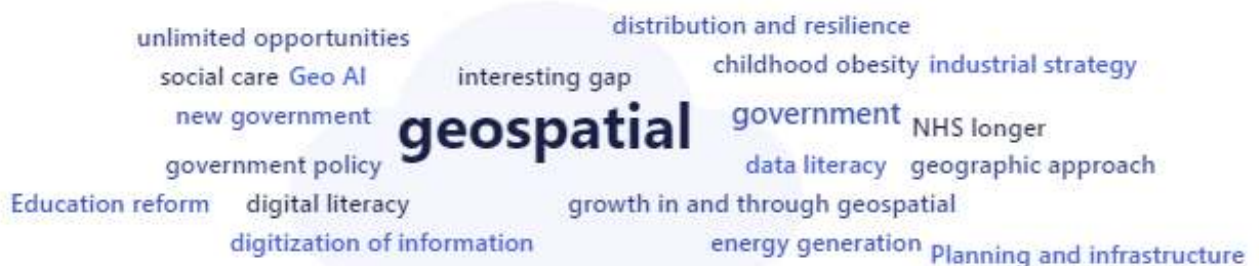 distribution and resilience
unlimited opportunities
childhood obesity industrial strategy
social care Geo AI interesting gap
new government geospatial government NHS longer
government policy data literacy geographic approach
Education reform digital literacy growth in and through geospatial
digitization of information energy generation Planning and infrastructure